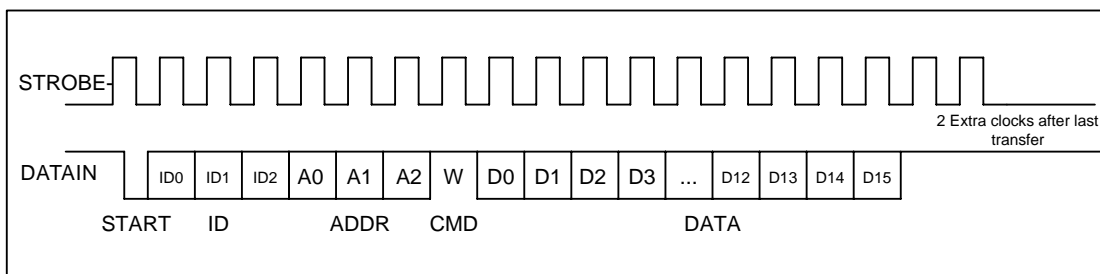 STROBE-
2 Extra clocks after last
transfer
DATAIN ID0 ID1 ID2 A0 A1 A2 W D0 D1 D2 D3 ... D12 D13 D14 D15
START ID ADDR CMD DATA